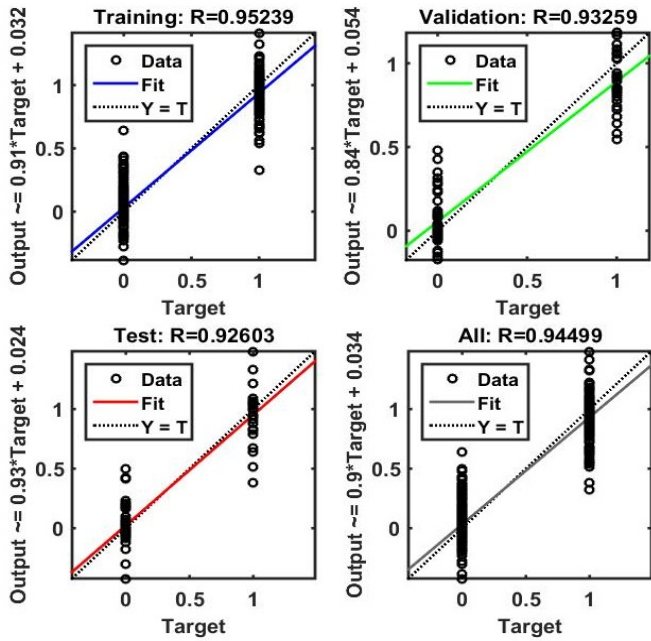 Training: R=0.95239
Output ~= 0.91*Target + 0.032
Data
Fit
Y = T
1
0.5
0
0 0.5 1
Target
Validation: R=0.93259
Output ~= 0.84*Target + 0.054
Data
Fit
Y = T
1
0.5
0
0 0.5 1
Target
Test: R=0.92603
Output ~= 0.93*Target + 0.024
Data
Fit
Y = T
1
0.5
0
0 0.5 1
Target
All: R=0.94499
Output ~= 0.9*Target + 0.034
Data
Fit
Y = T
1
0.5
0
0 0.5 1
Target